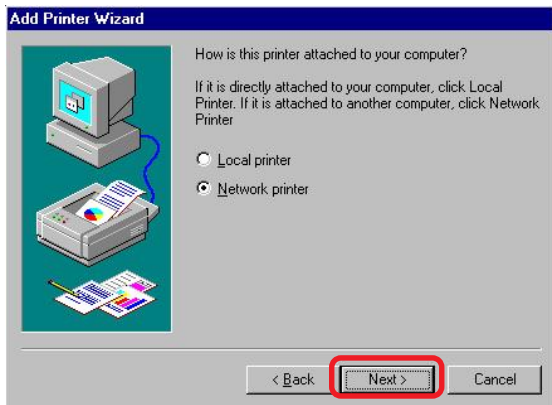 Add Printer Wizard
How is this printer attached to your computer?
If it is directly attached to your computer, click Local
Printer. If it is attached to another computer, click Network
Printer
Local printer
Network printer
< Back
Next >
Cancel